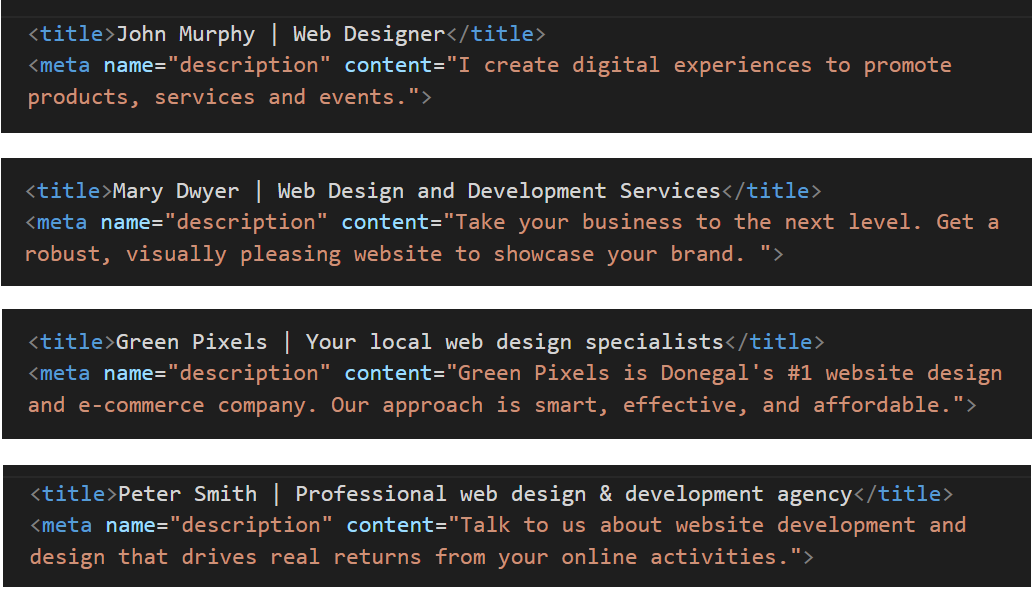 <title>John Murphy | Web Designer</title>
<meta name="description" content="I create digital experiences to promote
products, services and events.">
<title>Mary Dwyer | Web Design and Development Services</title>
<meta name="description" content="Take your business to the next level. Get a
robust, visually pleasing website to showcase your brand. ">
<title>Green Pixels | Your local web design specialists</title>
<meta name="description" content="Green Pixels is Donegal's #1 website design
and e-commerce company. Our approach is smart, effective, and affordable.">
<title>Peter Smith | Professional web design & development agency</title>
<meta name="description" content="Talk to us about website development and
design that drives real returns from your online activities.">